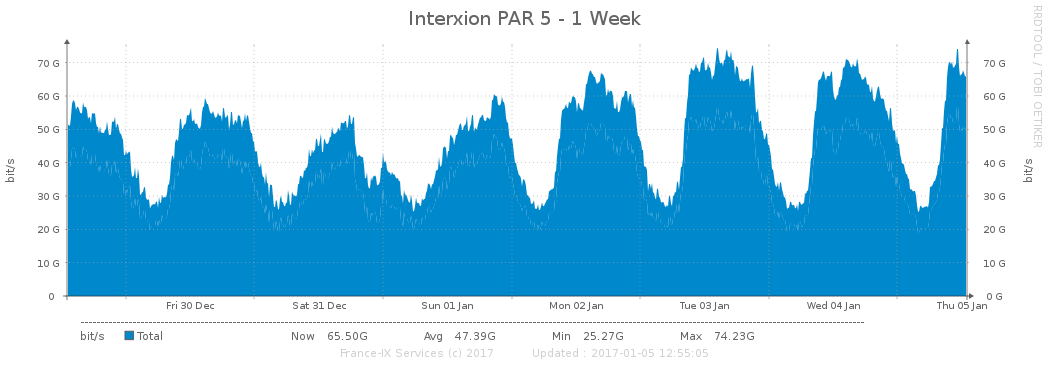 Interxion PAR 5 - 1 Week
RRDTOOL / TOBI OETIKER
bit/s
70 G
60 G
50 G
40 G
30 G
20 G
10 G
0
70 G
60 G
50 G
40 G
30 G
20 G
10 G
0 G
bit/s
Fri 30 Dec Sat 31 Dec Sun 01 Jan Mon 02 Jan Tue 03 Jan Wed 04 Jan Thu 05 Jan
bit/s Total Now 65.50G Avg 47.39G Min 25.27G Max 74.23G
France-IX Services (c) 2017 Updated : 2017-01-05 12:55:05